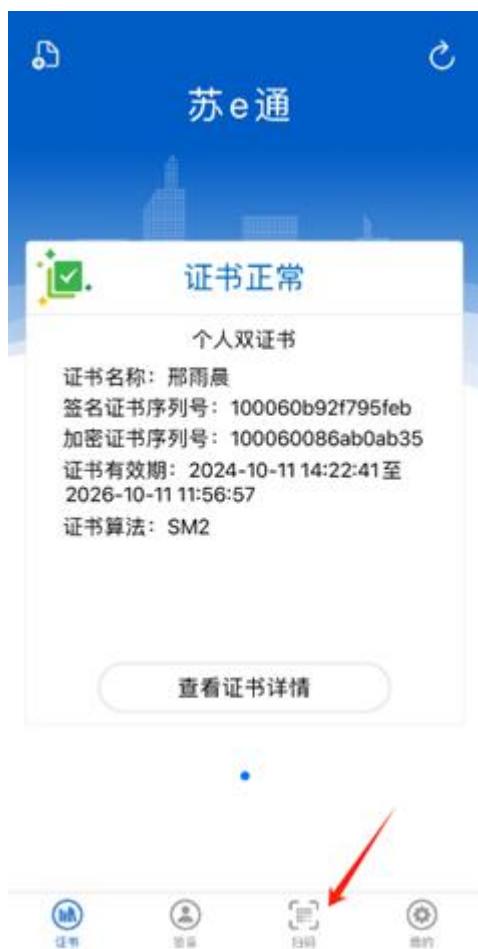 苏e通
证书正常
个人双证书
证书名称：邢雨晨
签名证书序列号：100060b92f795feb
加密证书序列号：100060086ab0ab35
证书有效期：2024-10-11 14:22:41至
2026-10-11 11:56:57
证书算法：SM2
查看证书详情
证书
扫码
我的